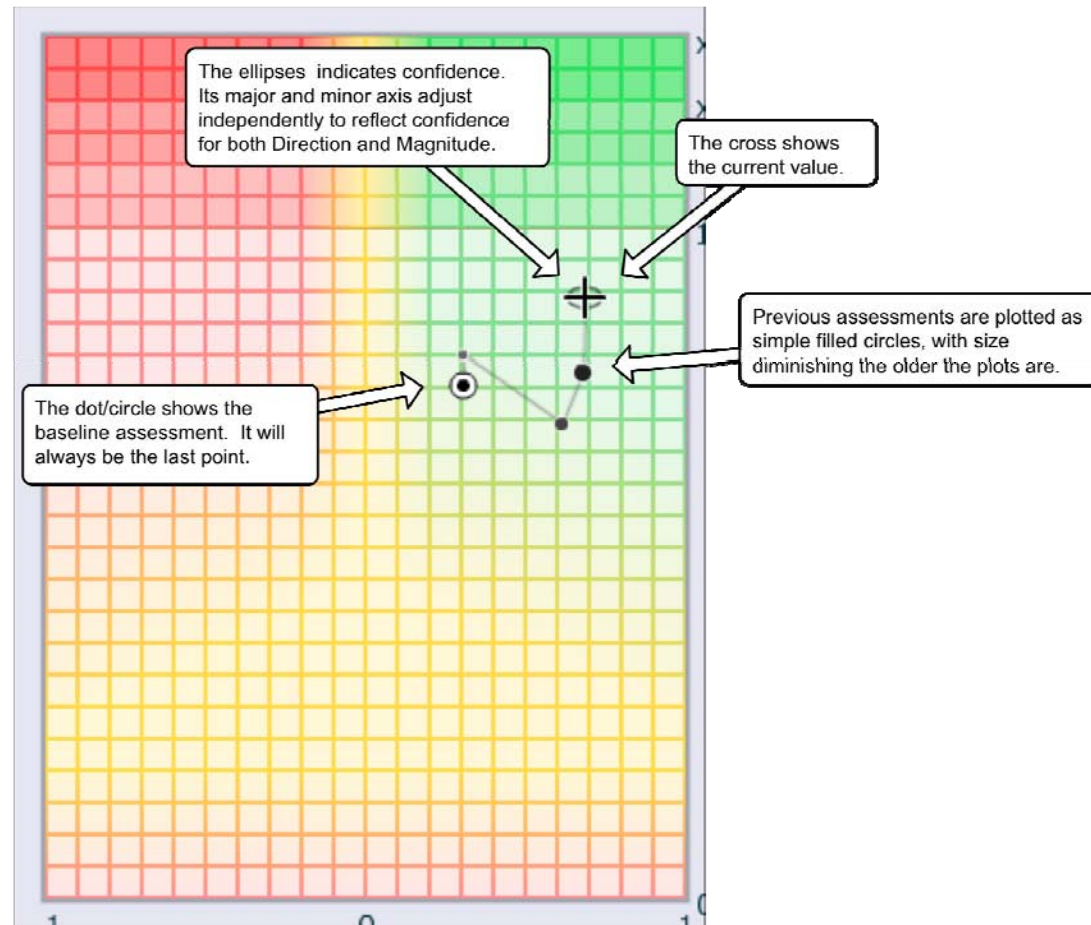 The ellipses indicates confidence.
Its major and minor axis adjust
independently to reflect confidence
for both Direction and Magnitude.
x
x
The cross shows
the current value.
1
Previous assessments are plotted as
simple filled circles, with size
diminishing the older the plots are.
The dot/circle shows the
baseline assessment. It will
always be the last point.
0
1 0 1